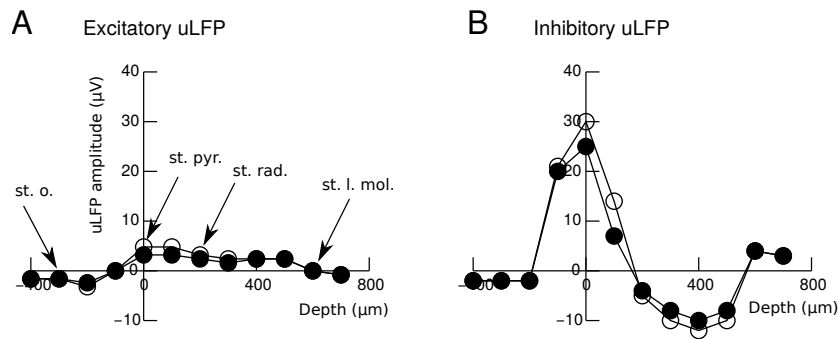 A
Excitatory uLFP
uLFP amplitude (μV)
40
30
20
10
0
−10
−400
0
400
800
Depth (μm)
st. o.
st. pyr.
st. rad.
st. l. mol.
B
Inhibitory uLFP
40
30
20
10
0
−10
−400
0
400
800
Depth (μm)